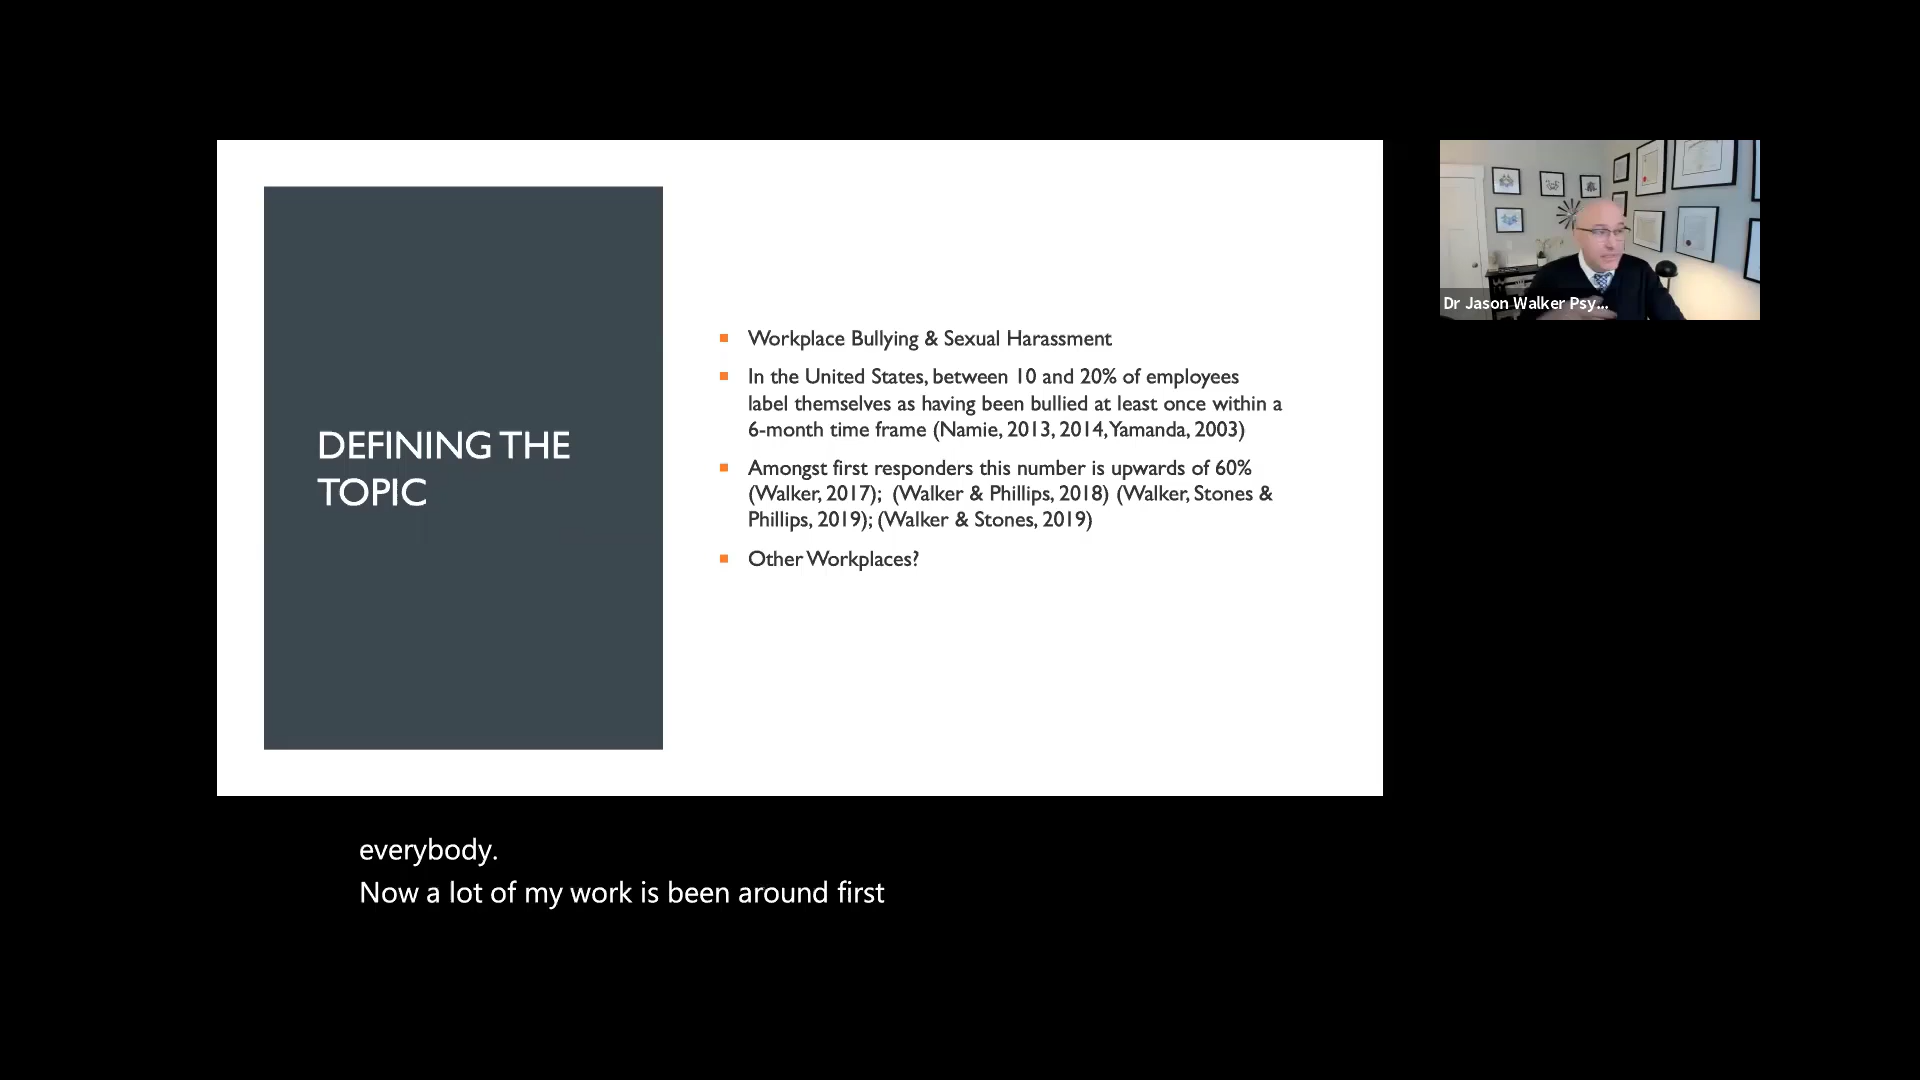 DEFINING THE
TOPIC
Workplace Bullying & Sexual Harassment
In the United States, between 10 and 20% of employees
label themselves as having been bullied at least once within a
6-month time frame (Namie, 2013, 2014, Yamanda, 2003)
Amongst first responders this number is upwards of 60%
(Walker, 2017);  (Walker & Phillips, 2018) (Walker, Stones &
Phillips, 2019); (Walker & Stones, 2019)
Other Workplaces?
Dr Jason Walker Psy...
everybody.
Now a lot of my work is been around first